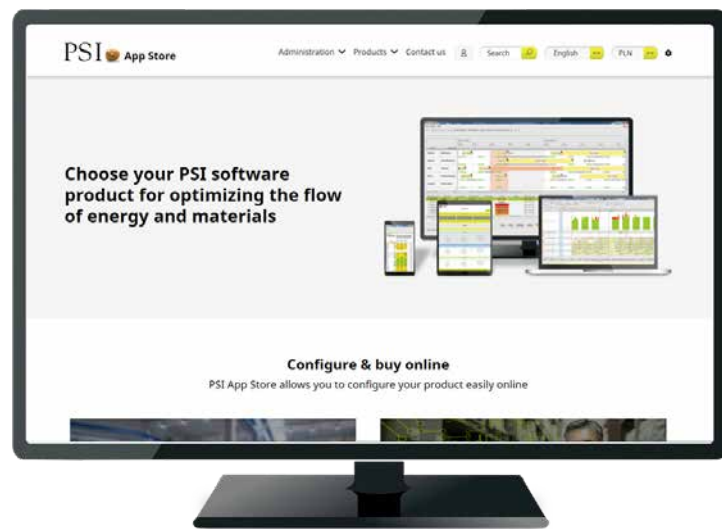 PSI App Store
Administration Products Contact us Search English PLN
Choose your PSI software
product for optimizing the flow
of energy and materials
Configure & buy online
PSI App Store allows you to configure your product easily online